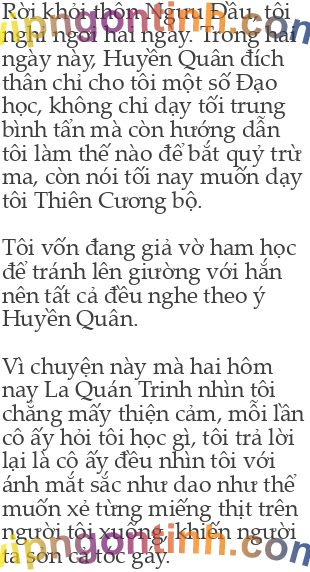 Rời khỏi thôn Ngưu Đầu, tôi
nghỉ ngơi hai ngày. Trong hai
ngày này, Huyền Quân đích
thân chỉ cho tôi một số Đạo
học, không chỉ dạy tối trung
bình tẩn mà còn hướng dẫn
tôi làm thế nào để bắt quỷ trừ
ma, còn nói tối nay muốn dạy
tôi Thiên Cương bộ.
Tôi vốn đang giả vờ ham học
để tránh lên giường với hắn
nên tất cả đều nghe theo ý
Huyền Quân.
Vì chuyện này mà hai hôm
nay La Quán Trinh nhìn tôi
chẳng mấy thiện cảm, mỗi lần
cô ấy hỏi tôi học gì, tôi trả lời
lại là cô ấy đều nhìn tôi với
ánh mắt sắc như dao như thể
muốn xẻ từng miếng thịt trên
người tôi xuống, khiến người
ta sởn cả tóc gáy.
vipngontinh.com
vipngontinh.com